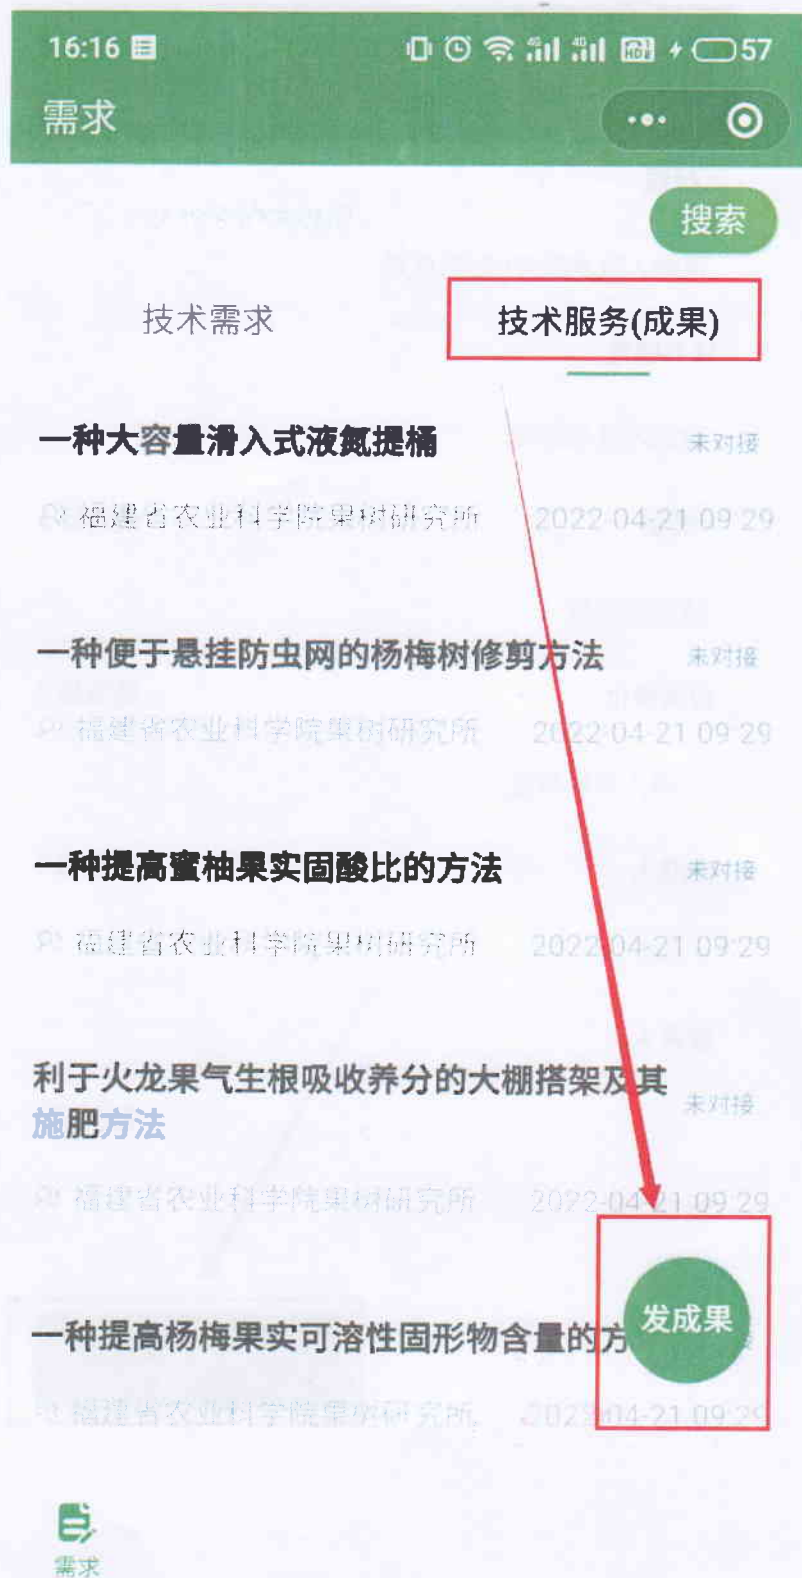 16:16
57
需求
搜索
技术需求
技术服务(成果)
一种大容量滑入式液氮提桶
未对接
福建省农业科学院果树研究所
2022-04-21 09:29
一种便于悬挂防虫网的杨梅树修剪方法
未对接
福建省农业科学院果树研究所
2022-04-21 09:29
一种提高蜜柚果实固酸比的方法
未对接
福建省农业科学院果树研究所
2022-04-21 09:29
利于火龙果气生根吸收养分的大棚搭架及其
施肥方法
未对接
福建省农业科学院果树研究所
2022-04-21 09:29
一种提高杨梅果实可溶性固形物含量的方
发成果
福建省农业科学院果树研究所
2022-04-21 09:29
需求